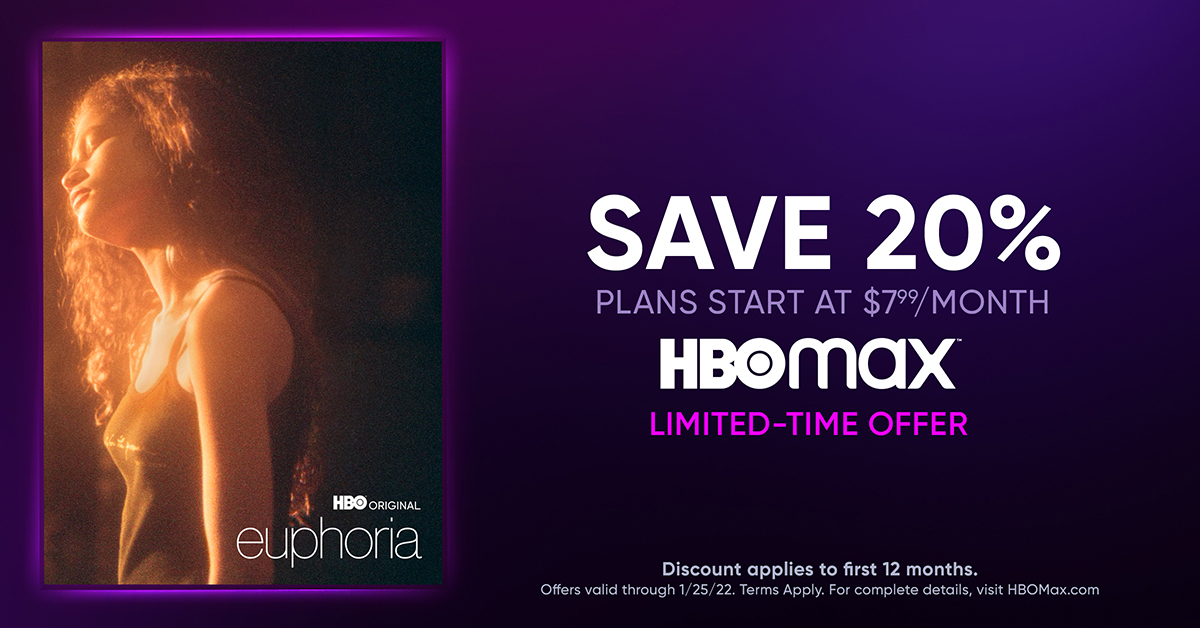 HBO ORIGINAL
euphoria
SAVE 20%
PLANS START AT $7⁹⁹/MONTH
HBOMAX™
LIMITED-TIME OFFER
Discount applies to first 12 months.
Offers valid through 1/25/22. Terms Apply. For complete details, visit HBOMax.com